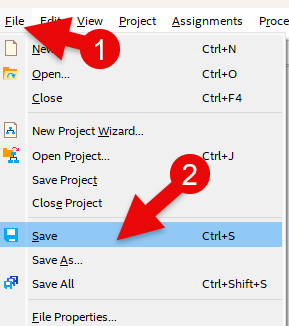 File Edit View Project Assignments Proce
1
New Ctrl+N
Open... Ctrl+O
Close Ctrl+F4
New Project Wizard...
Open Project... Ctrl+J
Save Project
2
Close Project
Save Ctrl+S
Save As...
Save All Ctrl+Shift+S
File Properties...